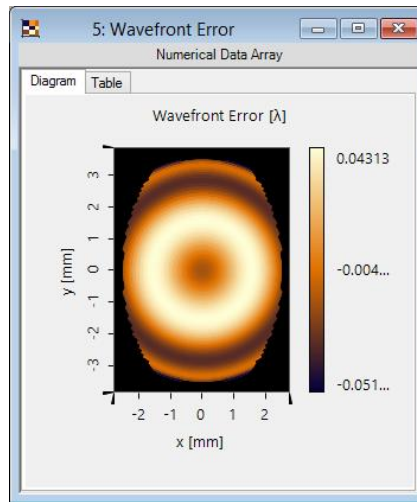 5: Wavefront Error
Numerical Data Array
Diagram Table
Wavefront Error [λ]
0.04313
-0.004...
-0.051...
3
2
1
0
-1
-2
-3
y [mm]
-2 -1 0 1 2
x [mm]